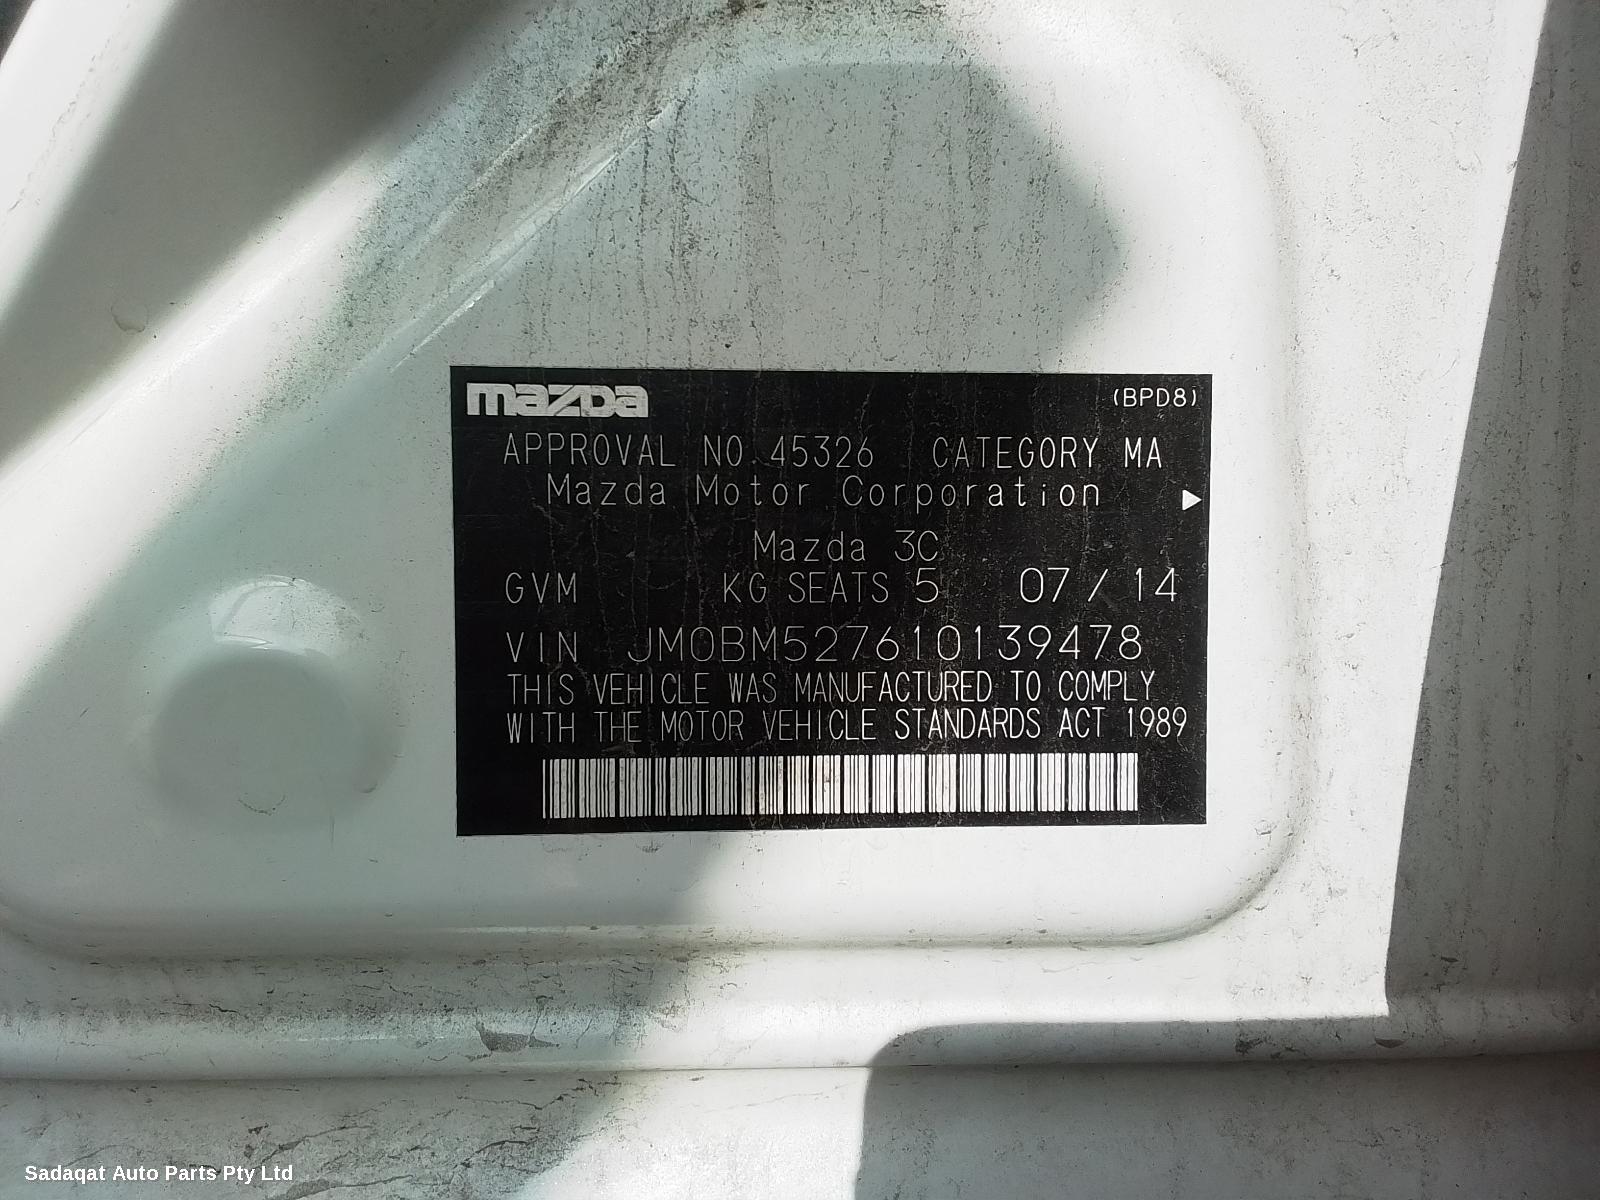 mazda (BPD8)
APPROVAL NO.45326 CATEGORY MA
Mazda Motor Corporation
Mazda 3C
GVM KG SEATS 5 07/14
VIN JM0BM527610139478
THIS VEHICLE WAS MANUFACTURED TO COMPLY
WITH THE MOTOR VEHICLE STANDARDS ACT 1989
Sadaqat Auto Parts Pty Ltd